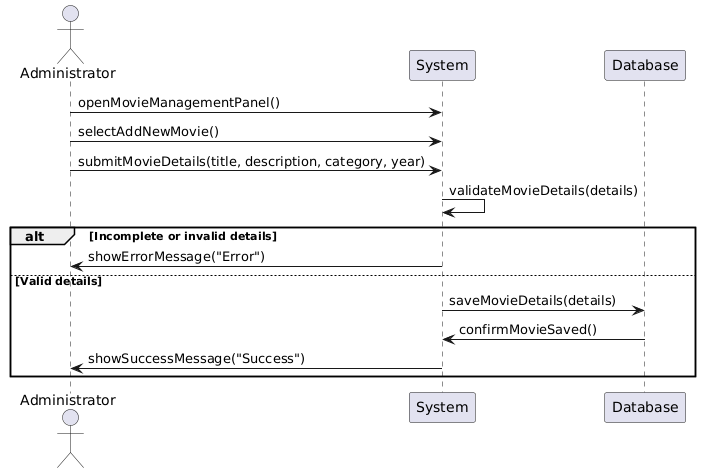 Administrator
System
Database
openMovieManagementPanel()
selectAddNewMovie()
submitMovieDetails(title, description, category, year)
validateMovieDetails(details)
alt
[Incomplete or invalid details]
showErrorMessage("Error")
[Valid details]
saveMovieDetails(details)
confirmMovieSaved()
showSuccessMessage("Success")
Administrator
System
Database